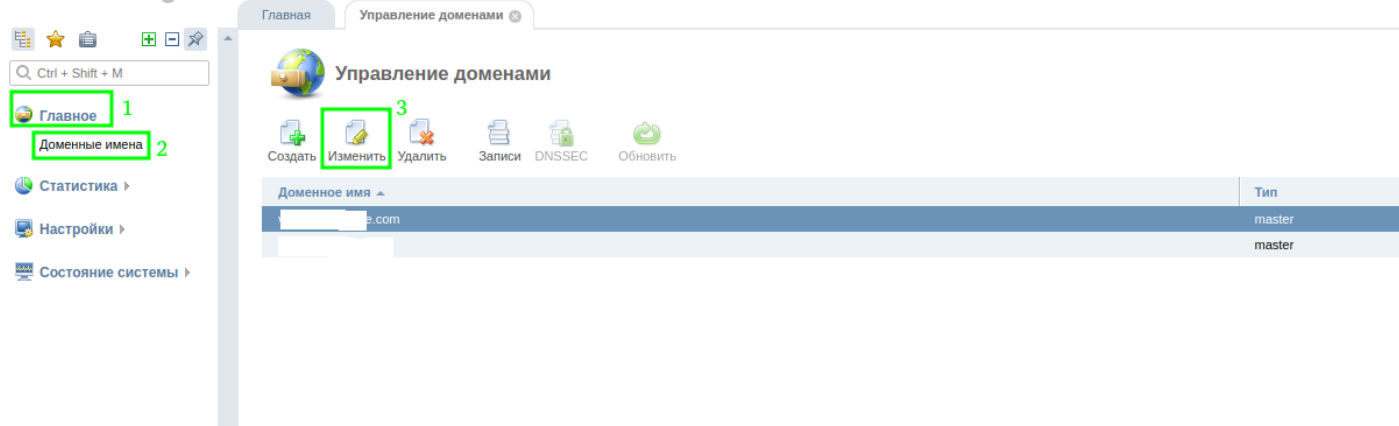 Главная
Управление доменами
Ctrl + Shift + M
Управление доменами
Главное 1
Доменные имена 2
3
Создать Изменить Удалить Записи DNSSEC Обновить
Статистика
Доменное имя Тип
e.com master
Настройки
master
Состояние системы